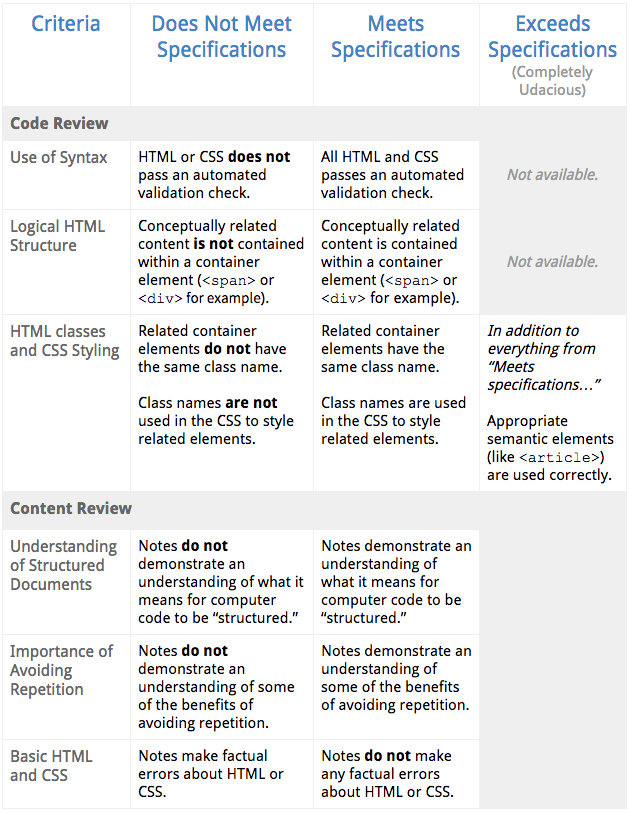 Criteria
Does Not Meet
Specifications
Meets
Specifications
Exceeds
Specifications
(Completely
Udacious)
Code Review
Use of Syntax
HTML or CSS does not
pass an automated
validation check.
All HTML and CSS
passes an automated
validation check.
Not available.
Logical HTML
Structure
Conceptually related
content is not contained
within a container
element (<span> or
<div> for example).
Conceptually related
content is contained
within a container
element (<span> or
<div> for example).
Not available.
HTML classes
and CSS Styling
Related container
elements do not have
the same class name.
Class names are not
used in the CSS to style
related elements.
Related container
elements have the
same class name.
Class names are used
in the CSS to style
related elements.
In addition to
everything from
“Meets
specifications…”
Appropriate
semantic elements
(like <article>)
are used correctly.
Content Review
Understanding
of Structured
Documents
Notes do not
demonstrate an
understanding of what it
means for computer
code to be “structured.”
Notes demonstrate an
understanding of
what it means for
computer code to be
“structured.”
Importance of
Avoiding
Repetition
Notes do not
demonstrate an
understanding of some
of the benefits of
avoiding repetition.
Notes demonstrate an
understanding of
some of the benefits
of avoiding repetition.
Basic HTML
and CSS
Notes make factual
errors about HTML or
CSS.
Notes do not make
any factual errors
about HTML or CSS.